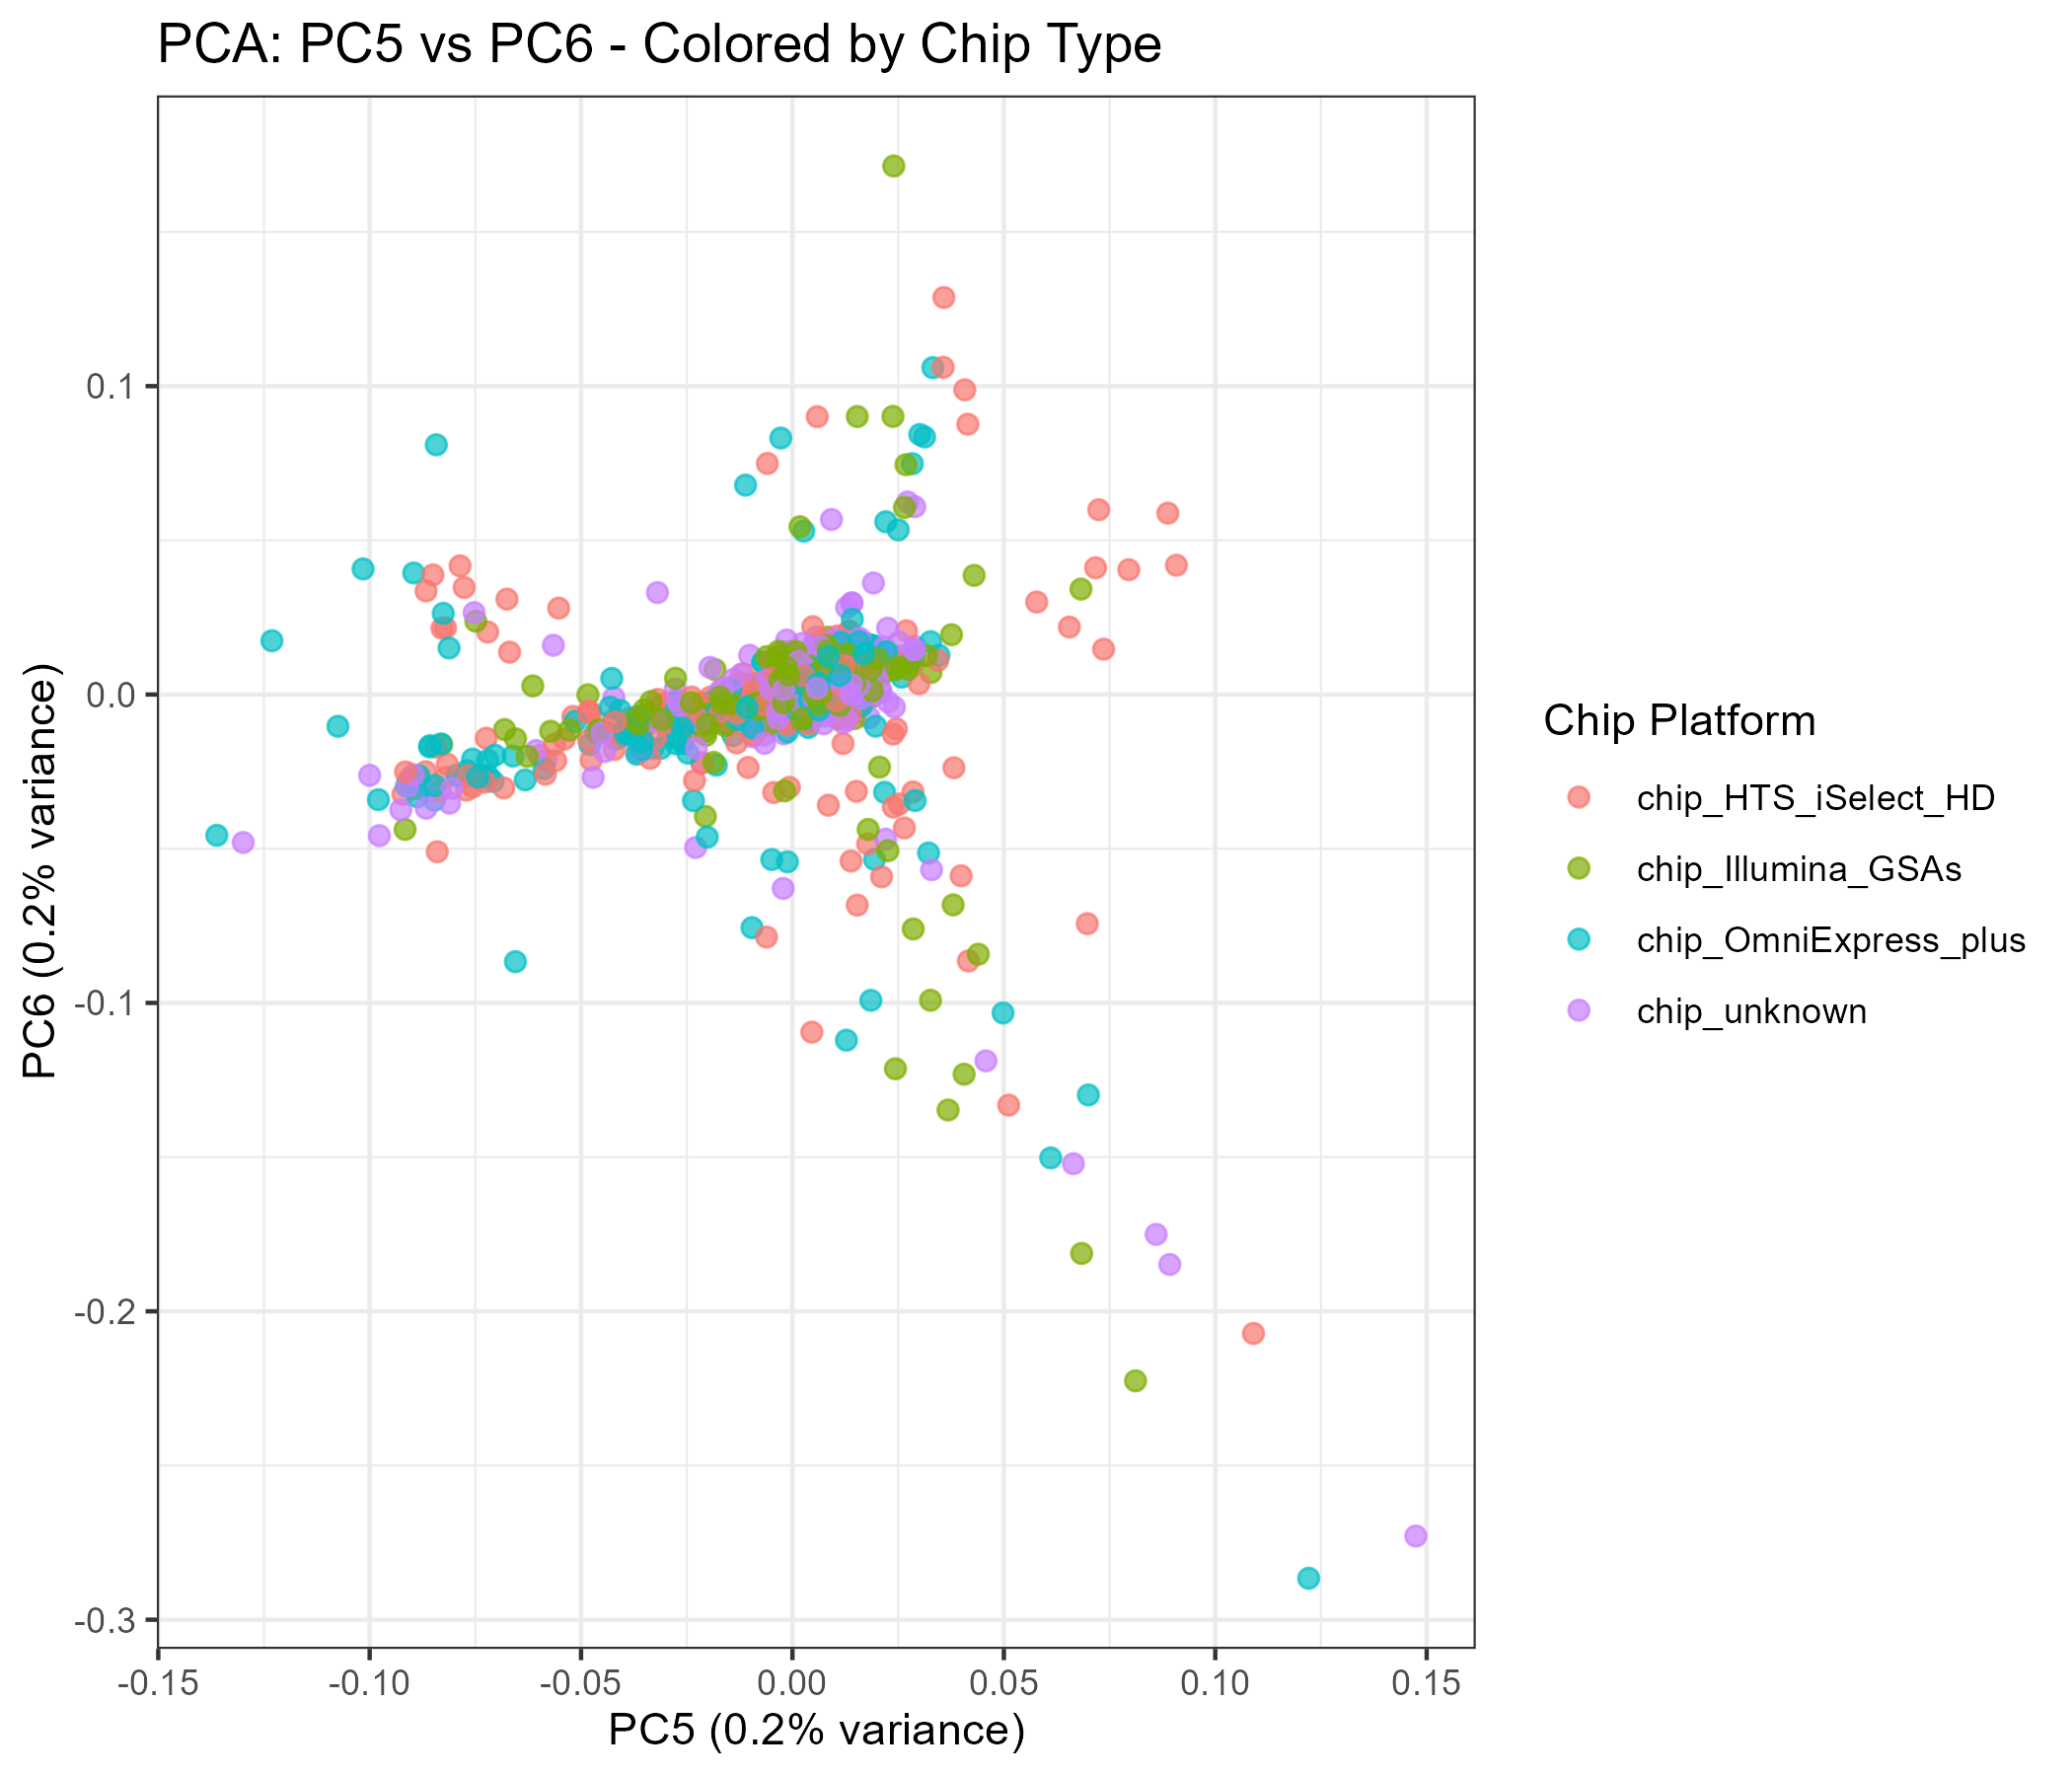 PCA: PC5 vs PC6 - Colored by Chip Type
PC6 (0.2% variance)
0.1
0.0
-0.1
-0.2
-0.3
-0.15
-0.10
-0.05
0.00
0.05
0.10
0.15
PC5 (0.2% variance)
Chip Platform
chip_HTS_iSelect_HD
chip_Illumina_GSAs
chip_OmniExpress_plus
chip_unknown